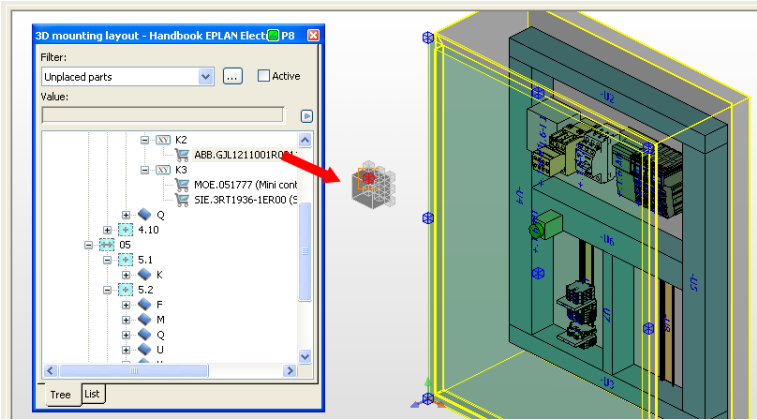 3D mounting layout - Handbook EPLAN Elect P8
Filter:
Unplaced parts
...
Active
Value:
K2
ABB.GJL1211001R
K3
MOE.051777 (Mini cont
SIE.3RT1936-1ER00 (S
Q
4.10
05
5.1
K
5.2
F
M
Q
U
Tree
List
-U2
-U4
-U6
-U5
-U7